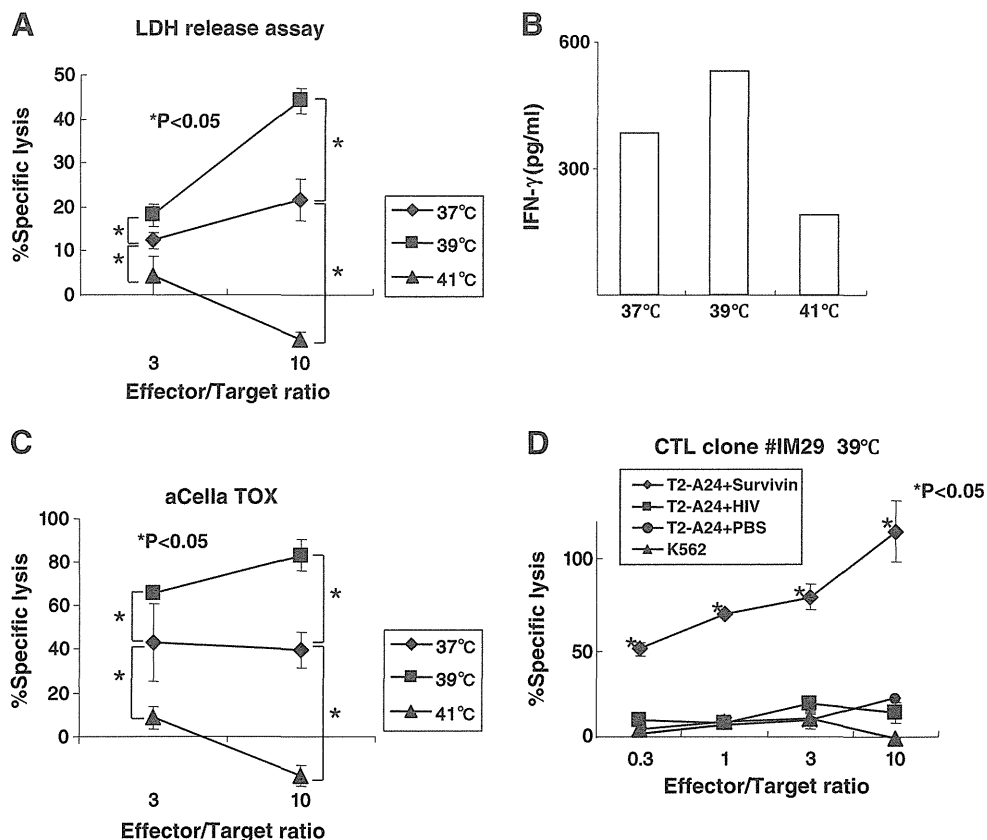 A
LDH release assay
50
40
30
20
10
0
%Specific lysis
*P<0.05
*
*
*
*
37℃
39℃
41℃
3
10
Effector/Target ratio
B
600
300
IFN-γ(pg/ml)
37℃
39℃
41℃
C
aCella TOX
100
80
60
40
20
0
%Specific lysis
*P<0.05
*
*
*
*
37℃
39℃
41℃
3
10
Effector/Target ratio
D
CTL clone #IM29 39℃
T2-A24+Survivin
T2-A24+HIV
T2-A24+PBS
K562
*P<0.05
100
50
0
%Specific lysis
*
*
*
*
0.3
1
3
10
Effector/Target ratio